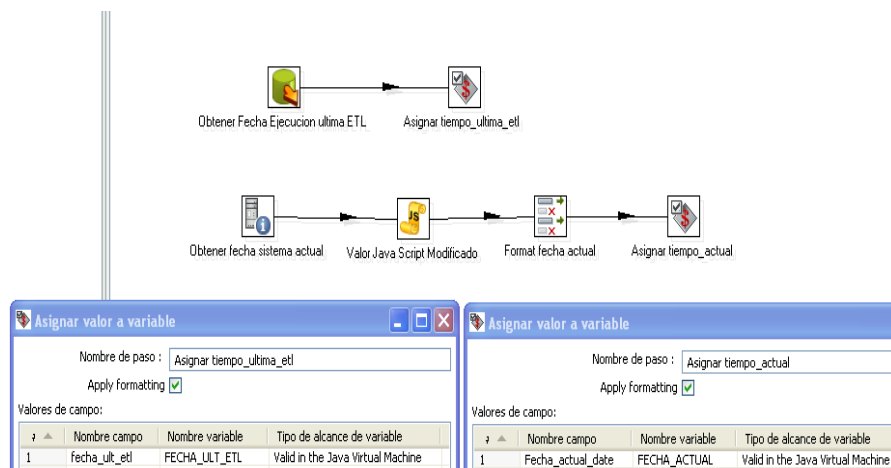 Obtener Fecha Ejecucion ultima ETL Asignar tiempo_ultima_etl
JS
Obtener fecha sistema actual Valor Java Script Modificado Format fecha actual Asignar tiempo_actual
Asignar valor a variable
Nombre de paso : Asignar tiempo_ultima_etl
Apply formatting
Valores de campo:
Nombre campo Nombre variable Tipo de alcance de variable
1 fecha_ult_etl FECHA_ULT_ETL Valid in the Java Virtual Machine
Asignar valor a variable
Nombre de paso : Asignar tiempo_actual
Apply formatting
Valores de campo:
Nombre campo Nombre variable Tipo de alcance de variable
1 Fecha_actual_date FECHA_ACTUAL Valid in the Java Virtual Machine